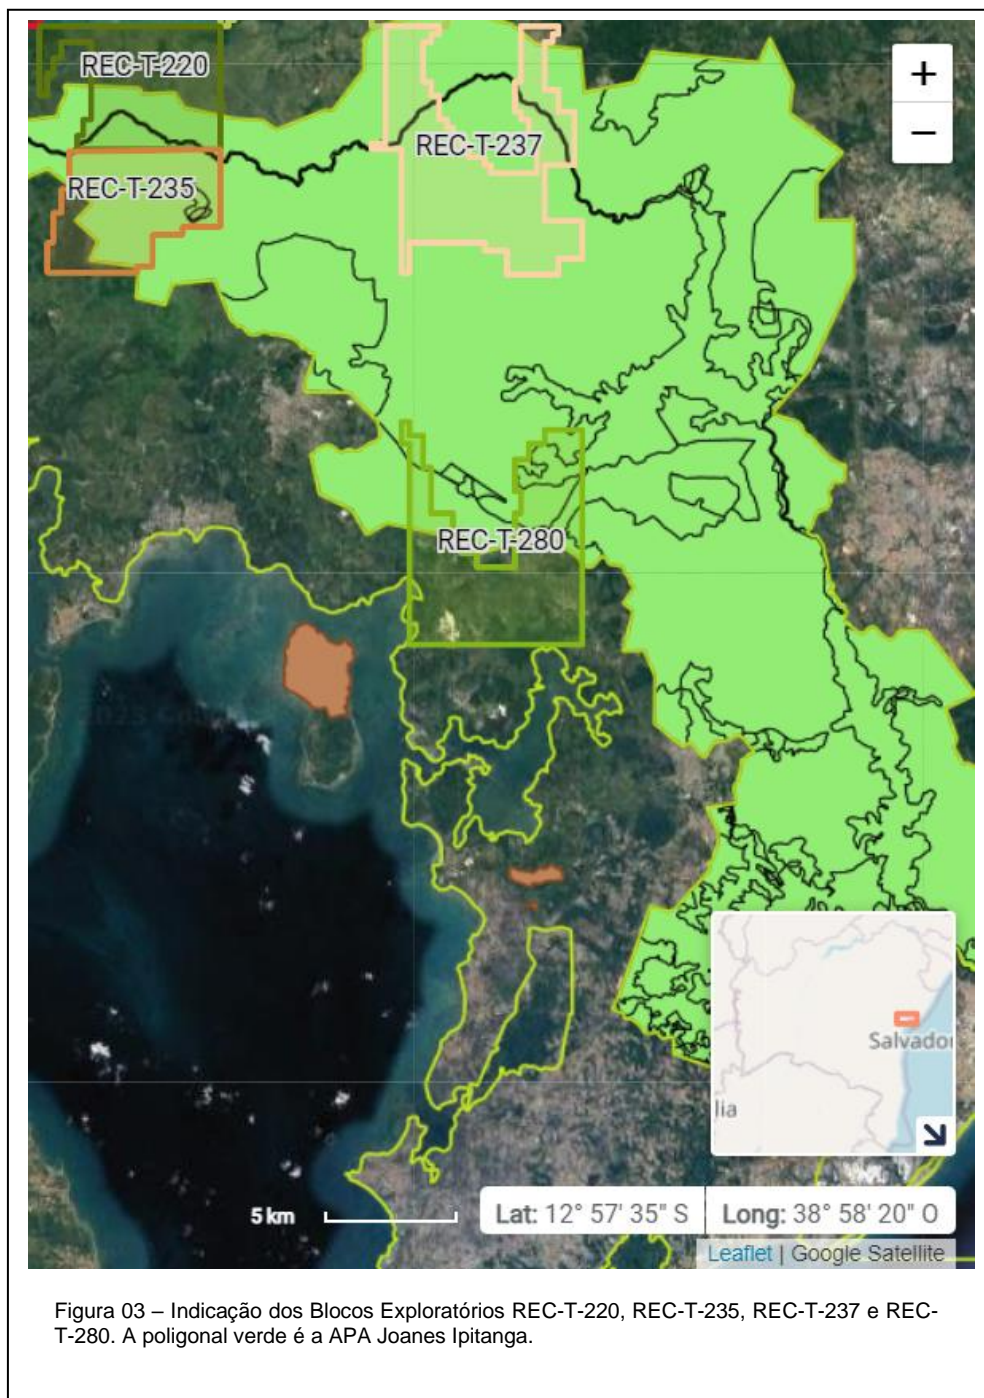 REC-T-220
+
REC-T-237
−
REC-T-235
REC-T-280
Salvador
lia
5 km
Lat: 12° 57' 35" S
Long: 38° 58' 20" O
Leaflet | Google Satellite
Figura 03 – Indicação dos Blocos Exploratórios REC-T-220, REC-T-235, REC-T-237 e REC-
T-280. A poligonal verde é a APA Joanes Ipitanga.